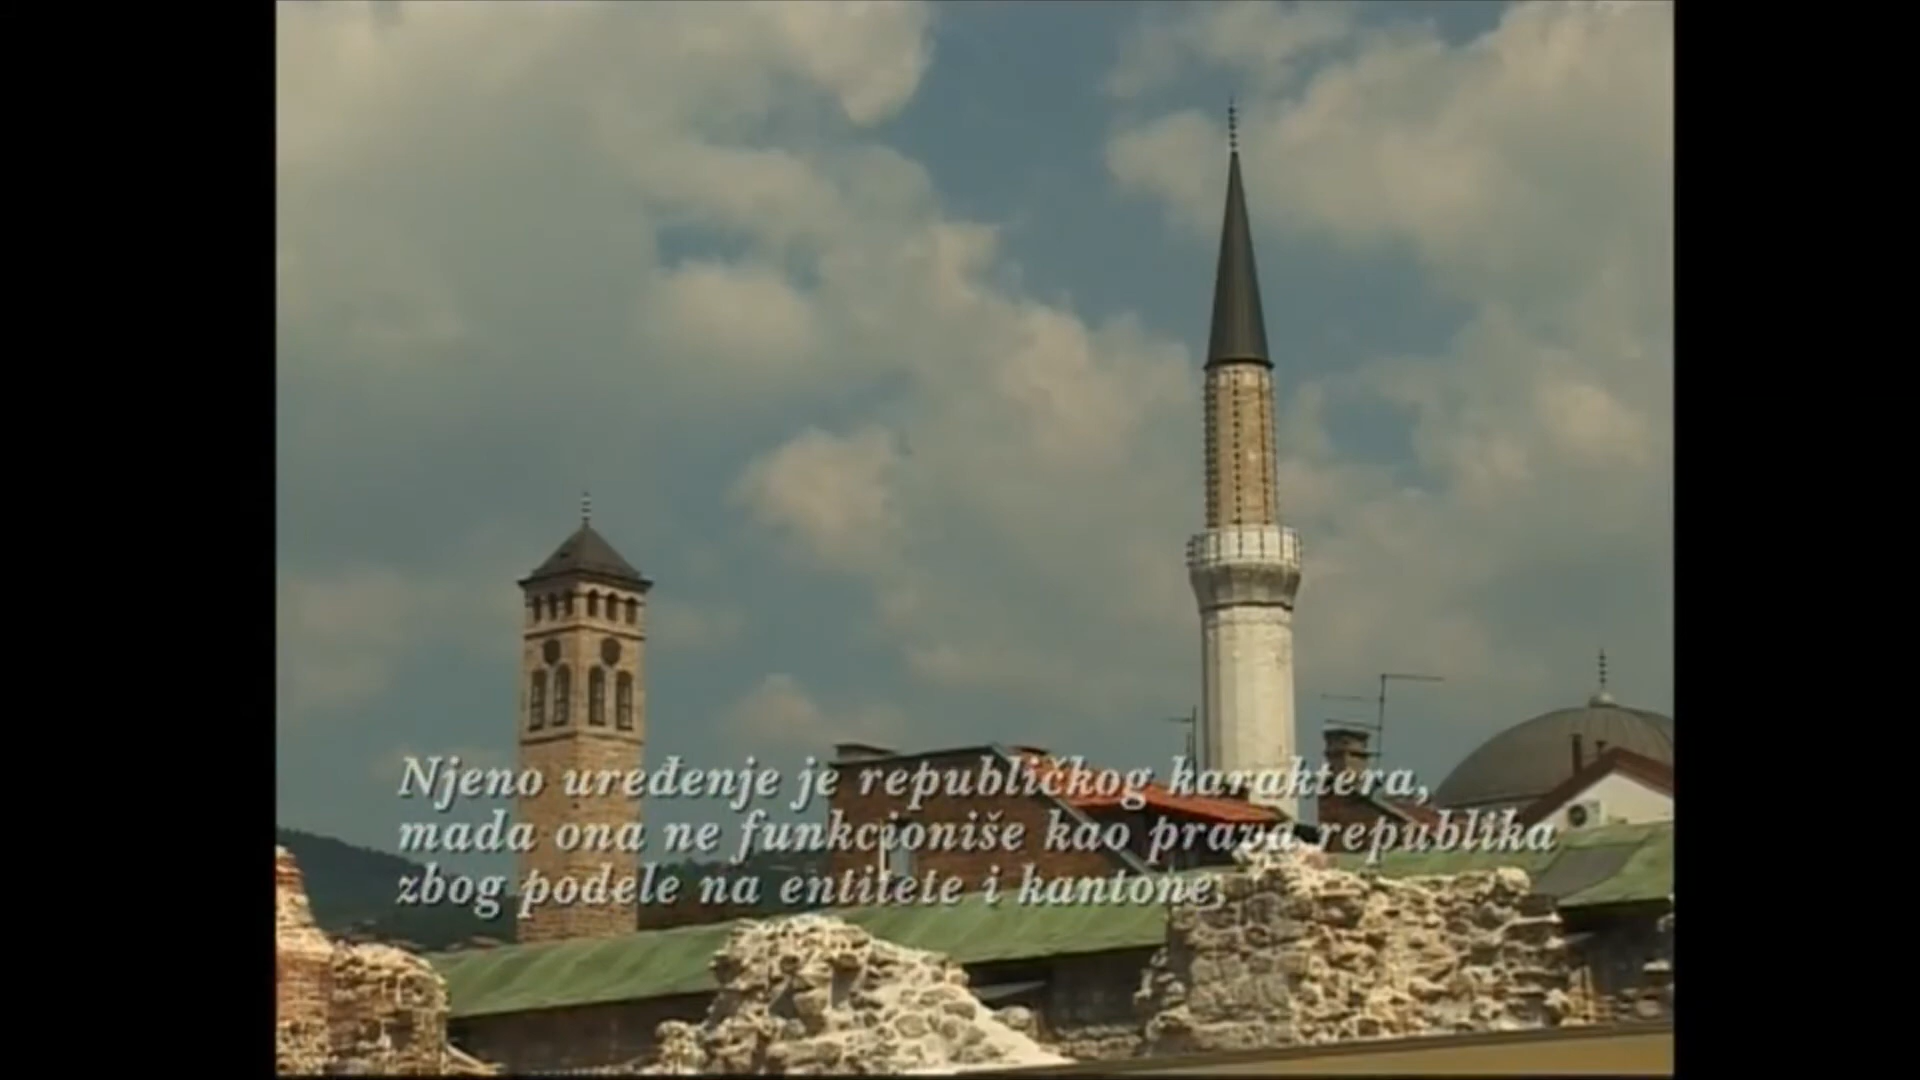 Njeno uređenje je republičkog karaktera,
mada ona ne funkcioniše kao prava republika
zbog podele na entitete i kantone,